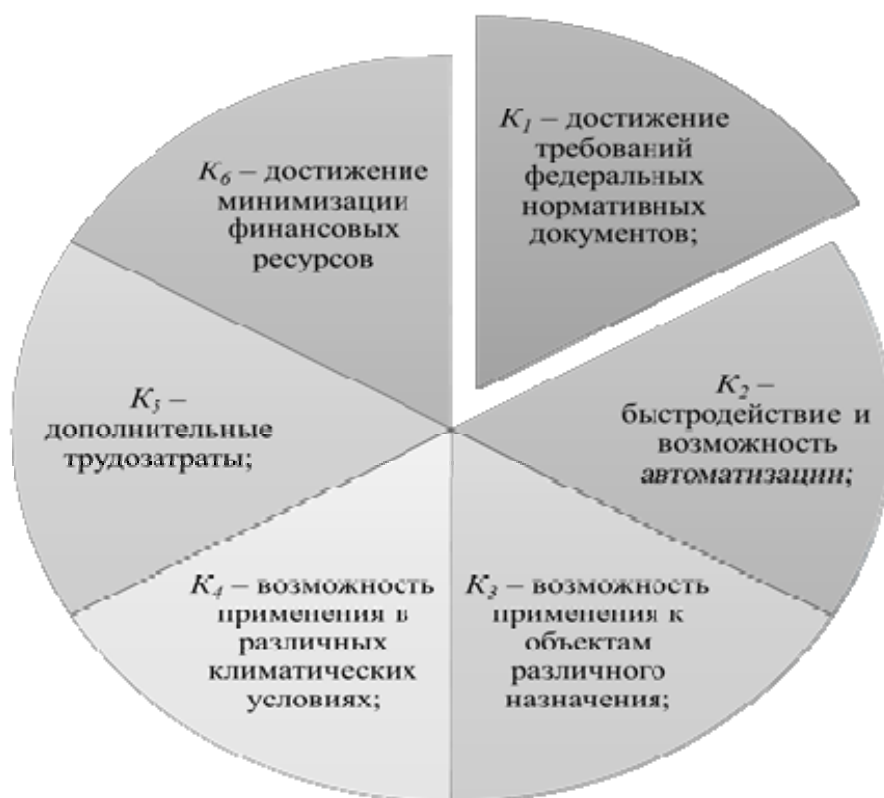 K₁ – достижение
требований
федеральных
нормативных
документов;
K₂ –
быстродействие и
возможность
автоматизации;
K₃ – возможность
применения к
объектам
различного
назначения;
K₄ – возможность
применения в
различных
климатических
условиях;
K₅ –
дополнительные
трудозатраты;
K₆ – достижение
минимизации
финансовых
ресурсов